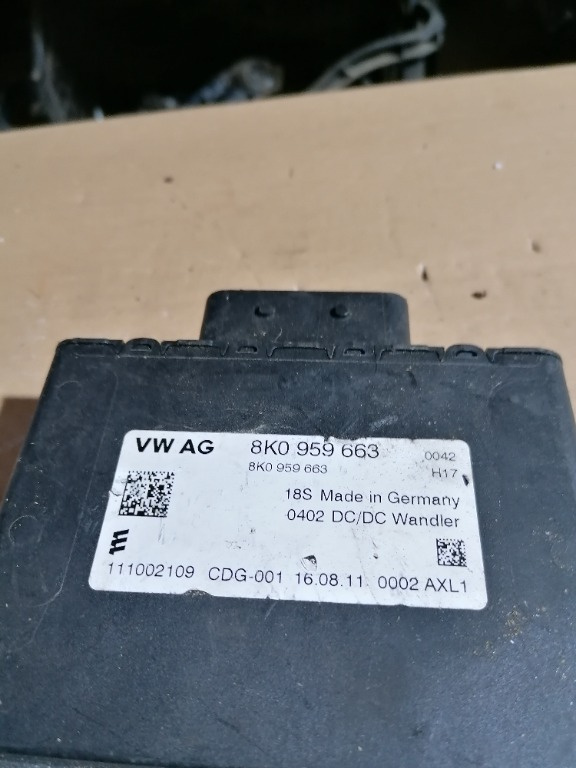 VW AG 8K0 959 663 0042
8K0 959 663 H17
18S Made in Germany
0402 DC/DC Wandler
111002109 CDG-001 16.08.11 0002 AXL1